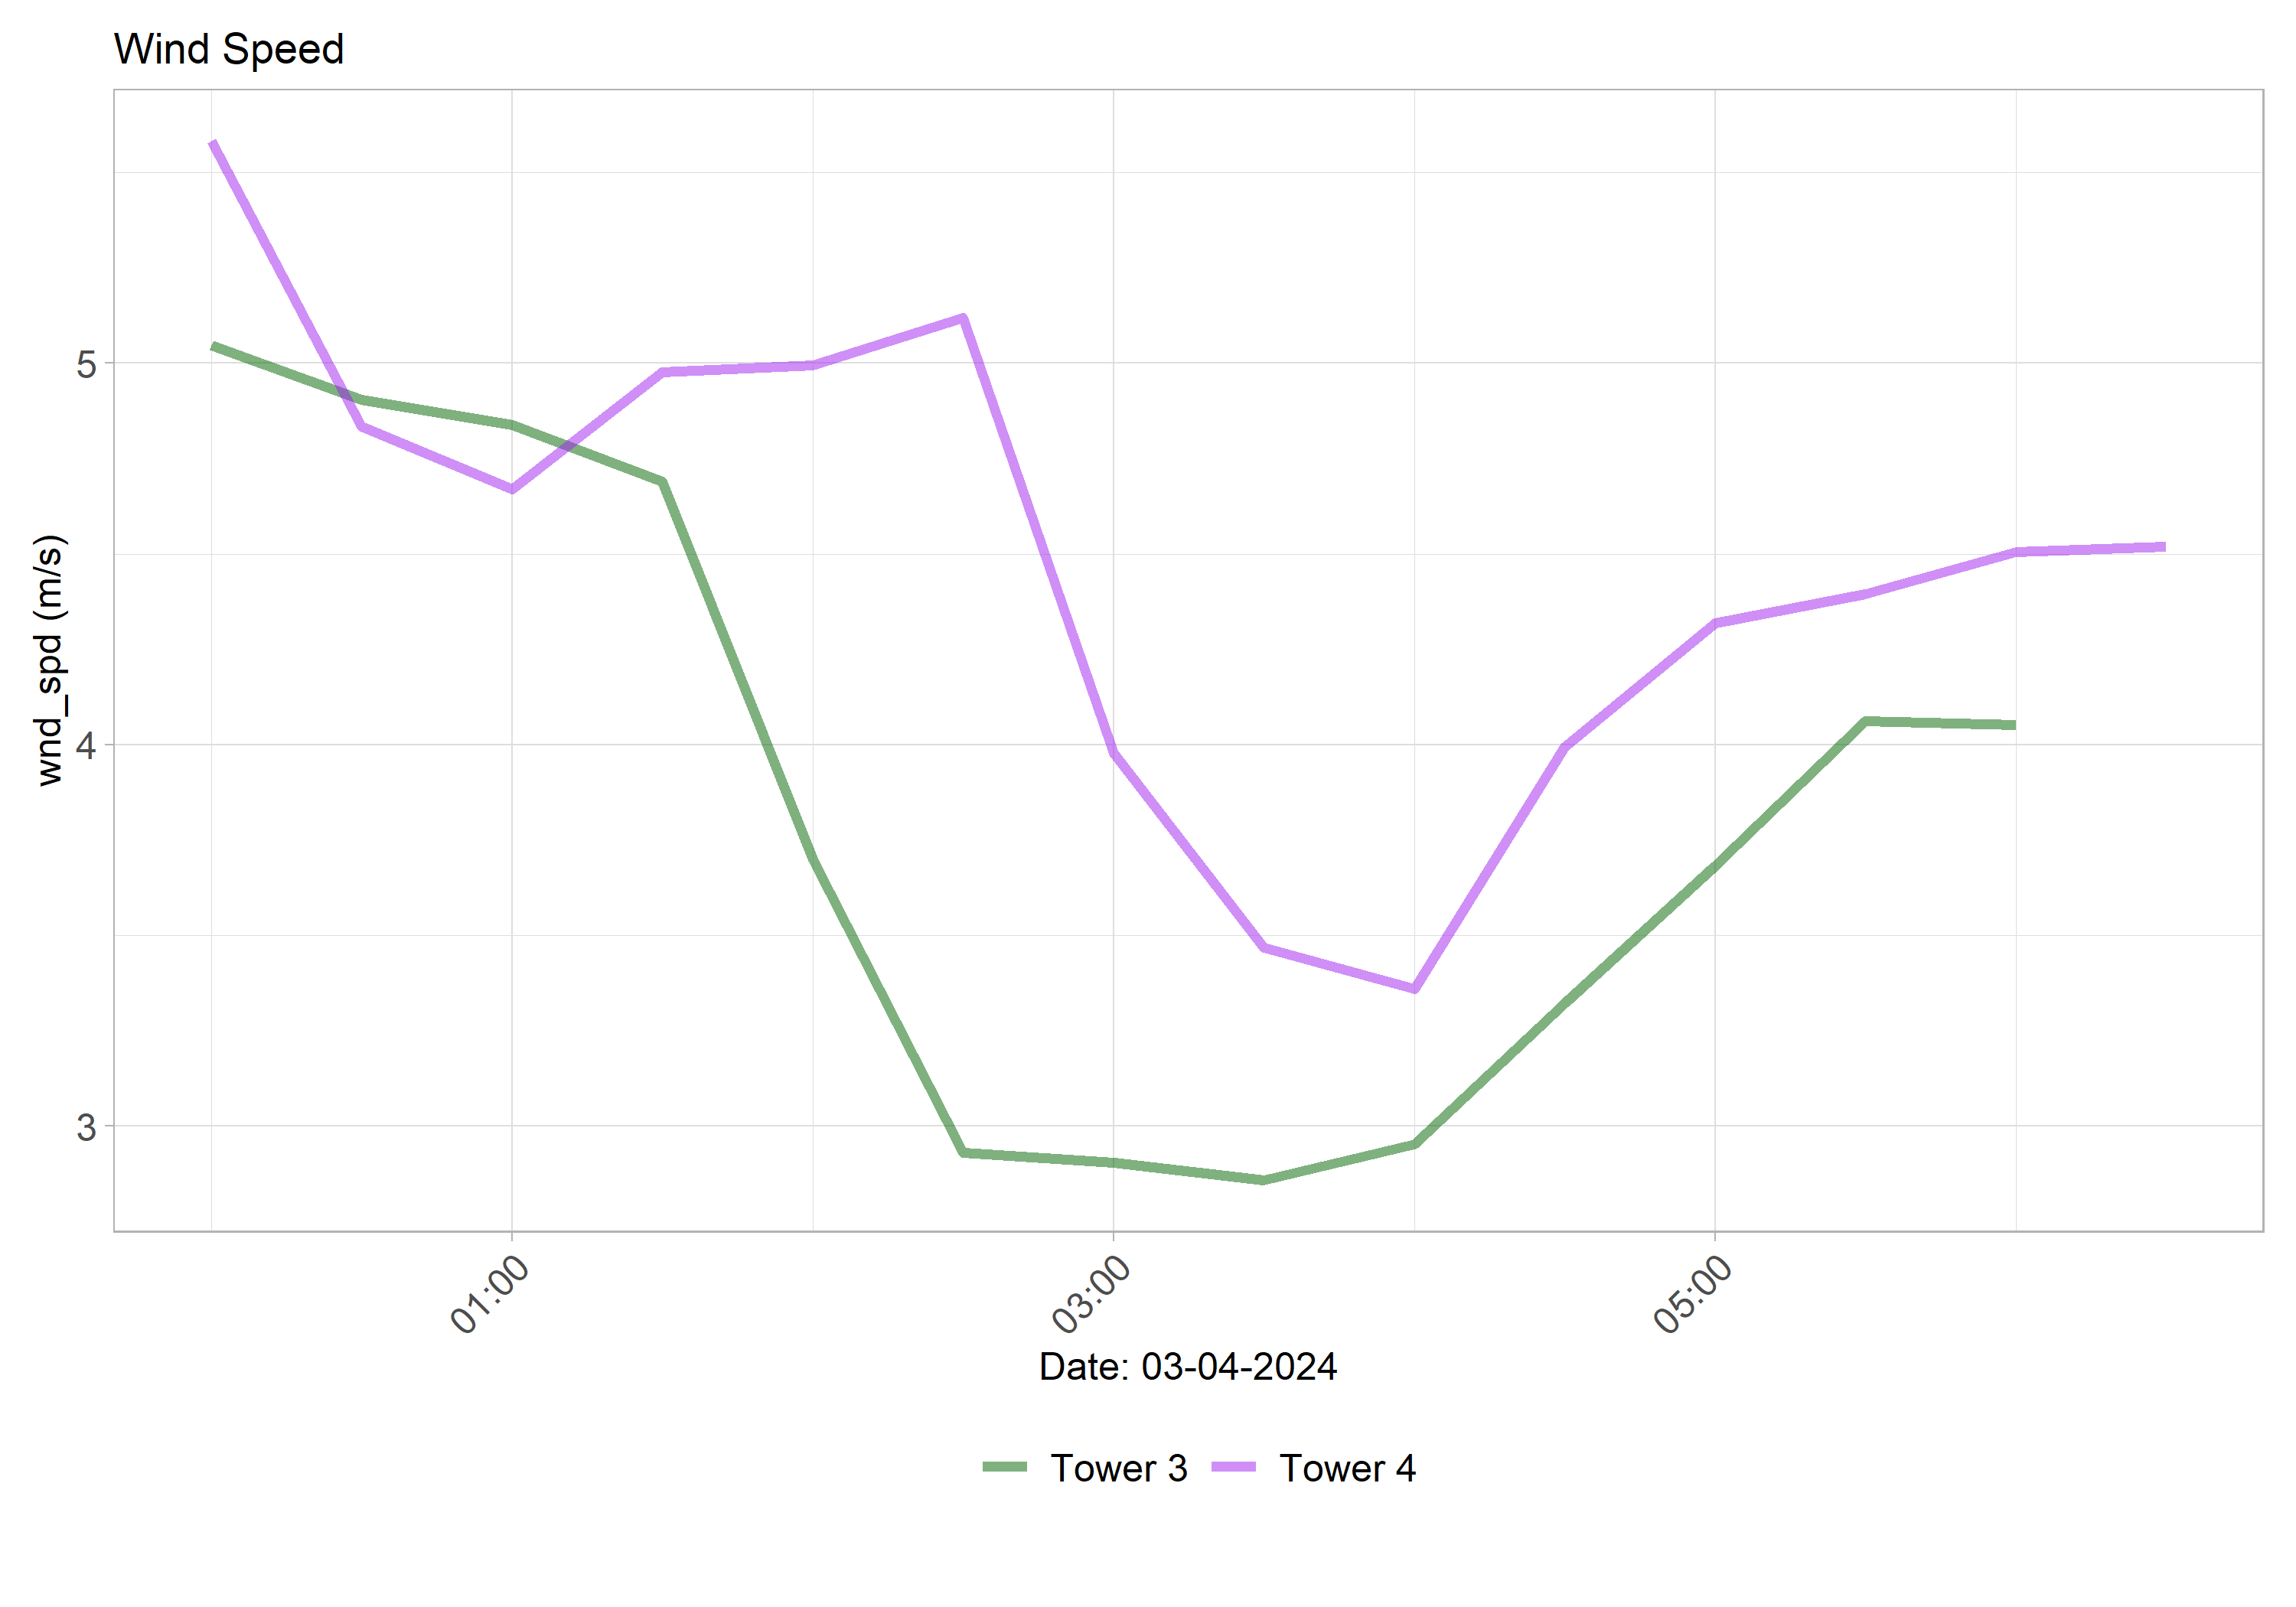 Wind Speed
wnd_spd (m/s)
5
4
3
01:00
03:00
05:00
Date: 03-04-2024
Tower 3
Tower 4